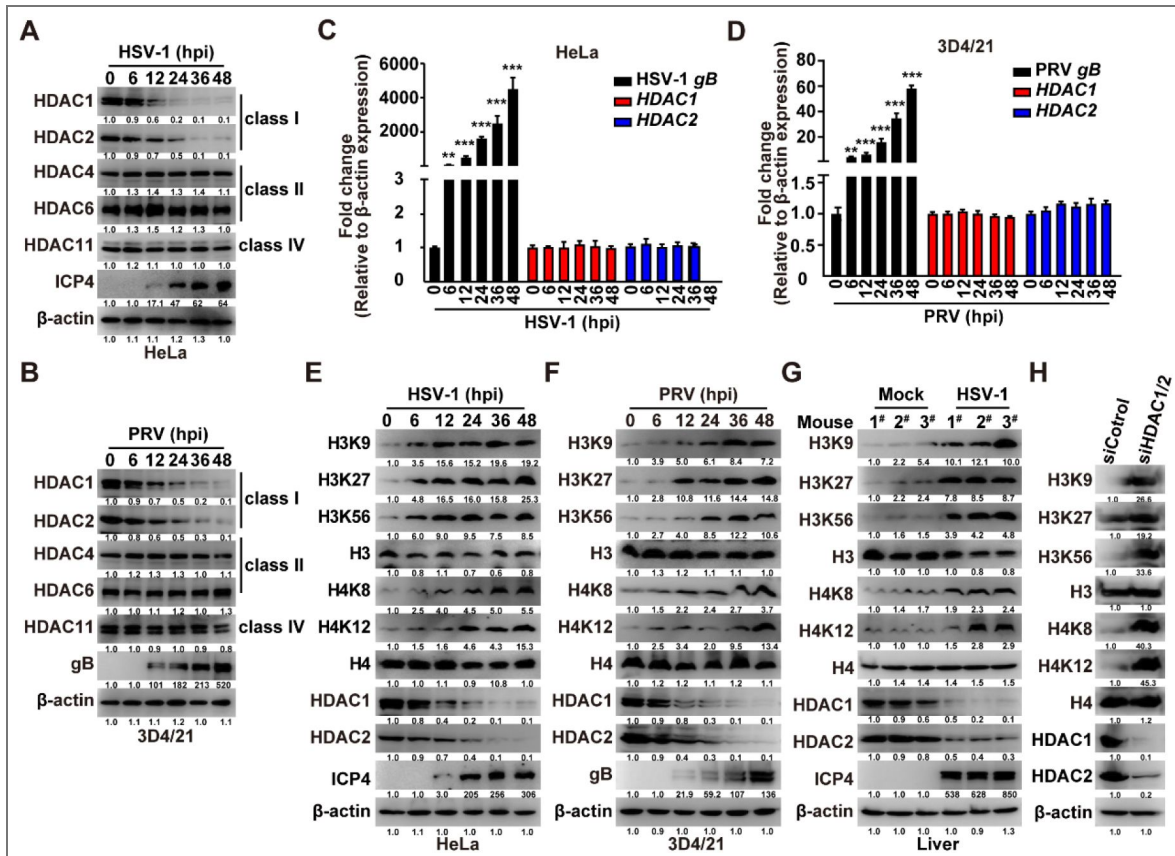 A
HSV-1 (hpi)
0 6 12 24 36 48
HDAC1
1.0 0.9 0.6 0.2 0.1 0.1
HDAC2
class I
1.0 0.9 0.7 0.5 0.1 0.1
HDAC4
1.0 1.3 1.4 1.3 1.4 1.1
class II
HDAC6
1.0 1.3 1.5 1.2 1.3 1.0
HDAC11 class IV
1.0 1.2 1.1 1.0 1.0 1.0
ICP4
1.0 1.0 17.1 47 62 64
β-actin
1.0 1.1 1.1 1.2 1.3 1.0
HeLa
B
PRV (hpi)
0 6 12 24 36 48
HDAC1
1.0 0.9 0.7 0.5 0.2 0.1
class I
HDAC2
1.0 0.8 0.6 0.5 0.3 0.1
HDAC4
1.0 1.2 1.3 1.3 1.0 1.1
class II
HDAC6
1.0 1.0 1.1 1.2 1.0 1.3
HDAC11 class IV
1.0 0.9 1.0 0.9 0.8
gB
1.0 1.0 101 182 213 520
β-actin
1.0 1.1 1.1 1.2 1.0 1.1
3D4/21
C
HeLa
HSV-1 gB
HDAC1
HDAC2
Fold change
(Relative to β-actin expression)
6000
4000
2000
3
2
1
0
** *** *** *** ***
0 6 12 24 36 48 0 6 12 24 36 48 0 6 12 24 36 48
HSV-1 (hpi)
D
3D4/21
PRV gB
HDAC1
HDAC2
Fold change
(Relative to β-actin expression)
100
80
60
40
20
1.5
1.0
0.5
0
** *** *** *** ***
0 6 12 24 36 48 0 6 12 24 36 48 0 6 12 24 36 48
PRV (hpi)
E
HSV-1 (hpi)
0 6 12 24 36 48
H3K9
1.0 3.5 15.6 15.2 19.6 19.2
H3K27
1.0 4.8 16.5 16.0 15.8 25.3
H3K56
1.0 6.0 9.0 9.5 7.5 8.5
H3
1.0 0.8 1.1 0.7 0.6 0.8
H4K8
1.0 2.5 4.0 4.5 5.0 5.5
H4K12
1.0 1.5 1.6 4.6 4.3 15.3
H4
1.0 1.0 1.1 0.9 10.8 1.0
HDAC1
1.0 0.8 0.4 0.2 0.1 0.1
HDAC2
1.0 0.7 0.4 0.2 0.1 0.1
ICP4
1.0 1.0 3.0 205 256 306
β-actin
1.0 1.1 1.0 1.0 1.0 1.0
HeLa
F
PRV (hpi)
0 6 12 24 36 48
H3K9
1.0 3.9 5.0 6.1 8.4 7.2
H3K27
1.0 2.8 10.8 11.6 14.4 14.8
H3K56
1.0 2.7 4.0 8.5 12.2 10.6
H3
1.0 1.3 1.2 1.1 1.1 1.0
H4K8
1.0 1.5 2.2 2.4 2.7 3.7
H4K12
1.0 2.5 3.4 2.0 9.5 13.4
H4
1.0 1.2 1.1 1.2 1.2 1.1
HDAC1
1.0 0.9 0.8 0.3 0.1 0.1
HDAC2
1.0 0.9 0.4 0.3 0.1 0.1
gB
1.0 1.0 21.9 59.2 107 136
β-actin
1.0 0.9 1.0 1.0 1.0 1.0
3D4/21
G
Mock HSV-1
Mouse 1# 2# 3# 1# 2# 3#
H3K9
1.0 2.2 5.4 10.1 12.1 10.0
H3K27
1.0 2.2 2.4 7.8 8.5 8.7
H3K56
1.0 1.6 1.5 3.9 4.2 4.8
H3
1.0 1.0 1.0 1.0 0.8 0.8
H4K8
1.0 1.4 1.7 1.9 2.3 2.4
H4K12
1.0 1.0 1.0 1.5 2.8 2.9
H4
1.0 1.4 1.4 1.4 1.5 1.5
HDAC1
1.0 0.9 0.6 0.5 0.2 0.1
HDAC2
1.0 0.9 0.8 0.5 0.4 0.3
ICP4
1.0 1.0 1.0 538 628 850
β-actin
1.0 1.0 1.0 1.0 0.9 1.3
Liver
H
siCotrol siHDAC1/2
H3K9
1.0 26.6
H3K27
1.0 19.2
H3K56
1.0 33.6
H3
1.0 1.0
H4K8
1.0 40.3
H4K12
1.0 45.3
H4
1.0 1.2
HDAC1
1.0 0.1
HDAC2
1.0 0.2
β-actin
1.0 1.0